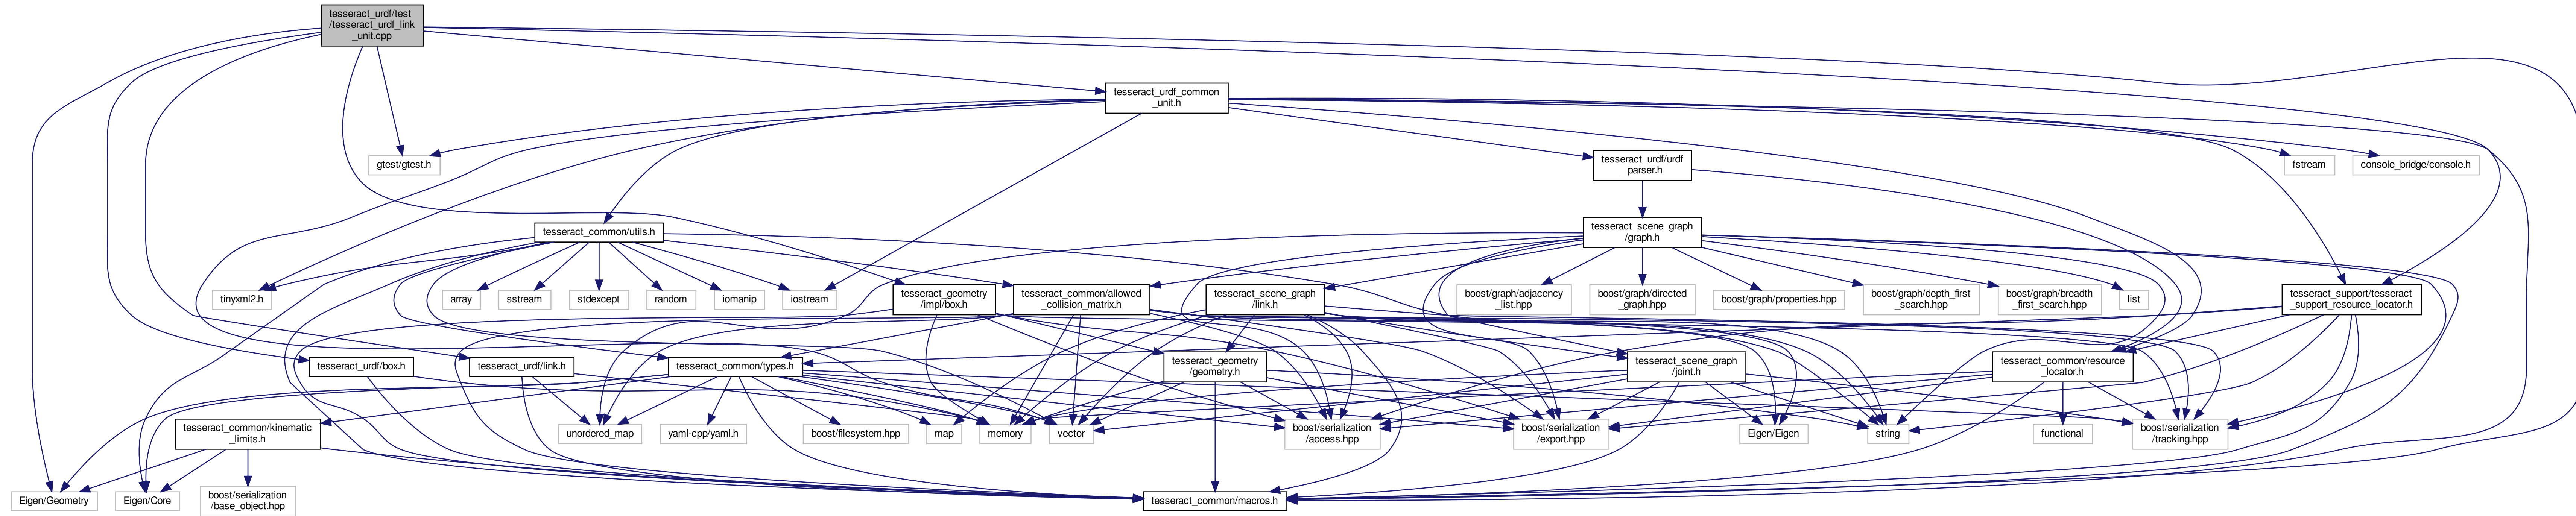 tesseract_urdf/test
/tesseract_urdf_link
_unit.cpp
tesseract_urdf_common
_unit.h
gtest/gtest.h
tesseract_urdf/urdf
_parser.h
fstream
console_bridge/console.h
tesseract_common/utils.h
tesseract_scene_graph
/graph.h
tinyxml2.h
array
sstream
stdexcept
random
iomanip
iostream
tesseract_geometry
/impl/box.h
tesseract_common/allowed
_collision_matrix.h
tesseract_scene_graph
/link.h
boost/graph/adjacency
_list.hpp
boost/graph/directed
_graph.hpp
boost/graph/properties.hpp
boost/graph/depth_first
_search.hpp
boost/graph/breadth
_first_search.hpp
list
tesseract_support/tesseract
_support_resource_locator.h
tesseract_urdf/box.h
tesseract_urdf/link.h
tesseract_common/types.h
tesseract_geometry
/geometry.h
tesseract_scene_graph
/joint.h
tesseract_common/resource
_locator.h
tesseract_common/kinematic
_limits.h
unordered_map
yaml-cpp/yaml.h
boost/filesystem.hpp
map
memory
vector
boost/serialization
/access.hpp
boost/serialization
/export.hpp
Eigen/Eigen
string
functional
boost/serialization
/tracking.hpp
Eigen/Geometry
Eigen/Core
boost/serialization
/base_object.hpp
tesseract_common/macros.h